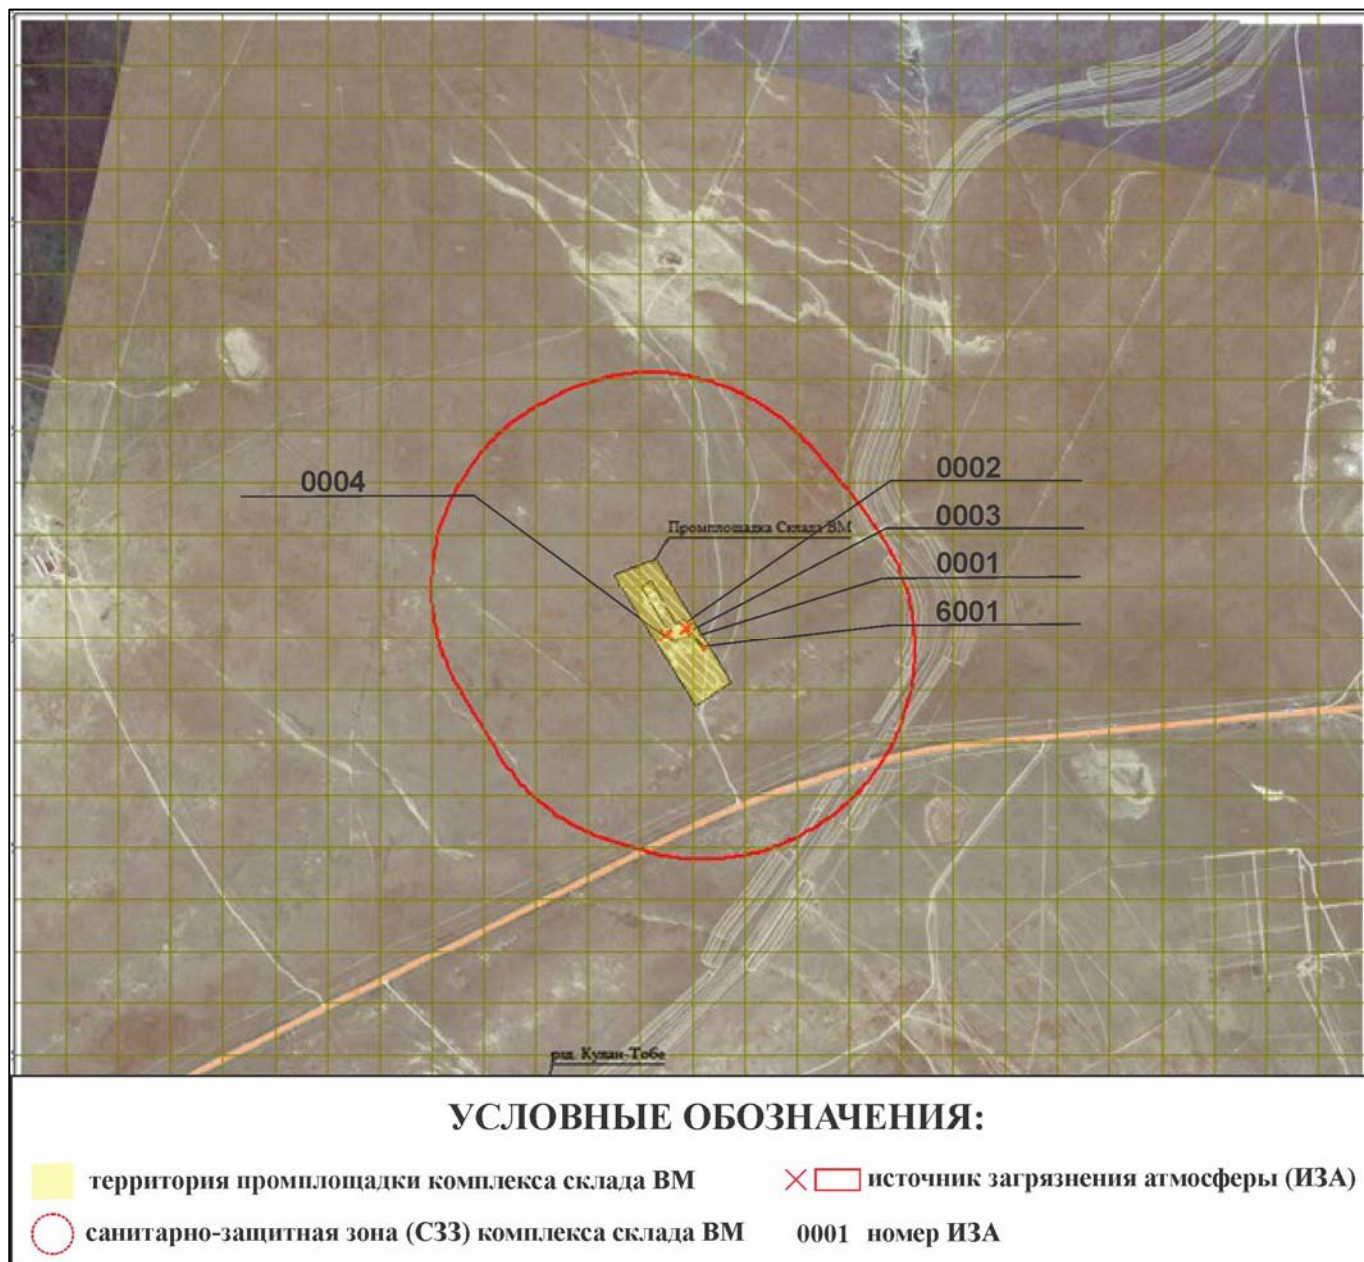 0004
0002
0003
0001
6001
Промплощадка Склада ВМ
рзд. Кулан-Тобе
УСЛОВНЫЕ ОБОЗНАЧЕНИЯ:
территория промплощадки комплекса склада ВМ
источник загрязнения атмосферы (ИЗА)
санитарно-защитная зона (СЗЗ) комплекса склада ВМ
0001 номер ИЗА